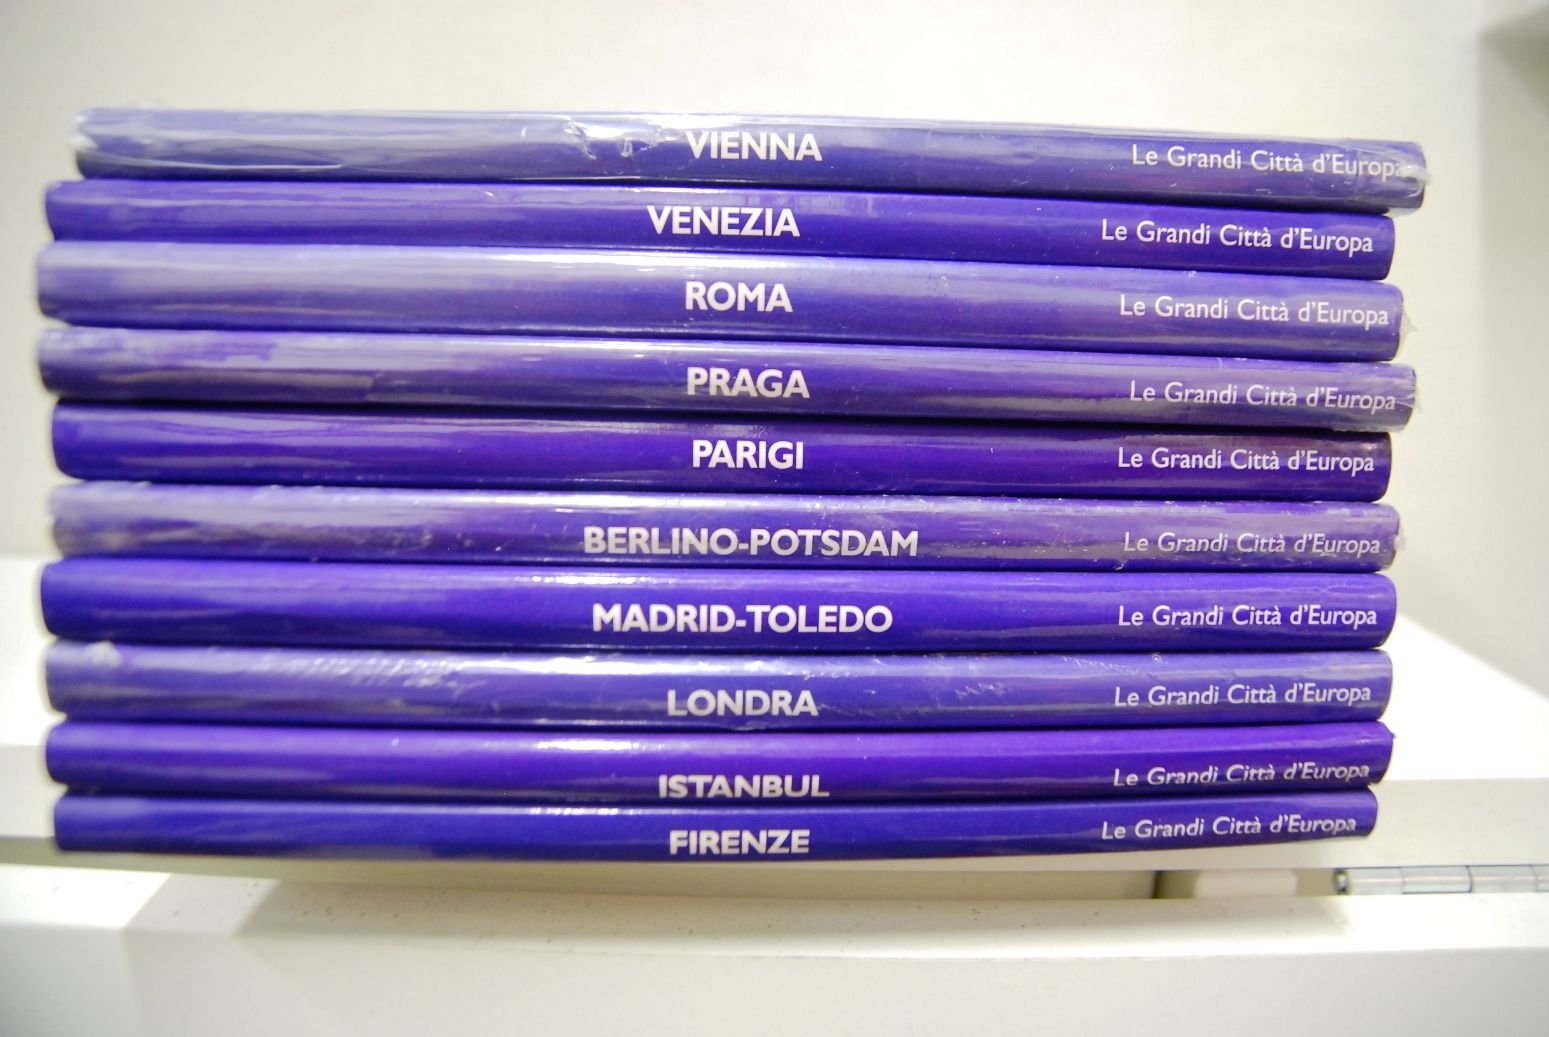 VIENNA Le Grandi Città d'Europa
VENEZIA Le Grandi Città d'Europa
ROMA Le Grandi Città d'Europa
PRAGA Le Grandi Città d'Europa
PARIGI Le Grandi Città d'Europa
BERLINO-POTSDAM Le Grandi Città d'Europa
MADRID-TOLEDO Le Grandi Città d'Europa
LONDRA Le Grandi Città d'Europa
ISTANBUL Le Grandi Città d'Europa
FIRENZE Le Grandi Città d'Europa